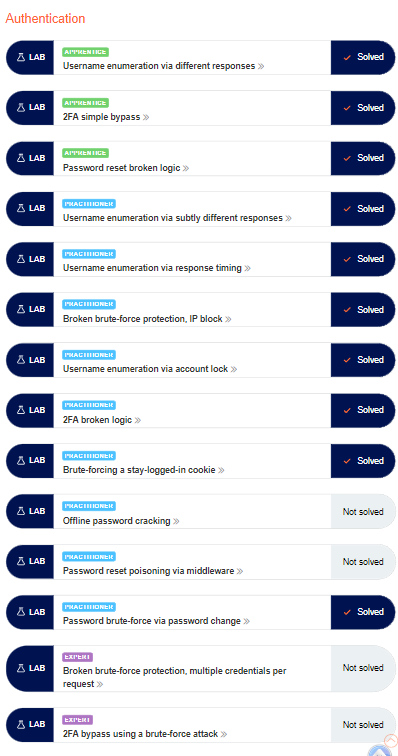 Authentication
LAB
APPRENTICE
Username enumeration via different responses »
Solved
LAB
APPRENTICE
2FA simple bypass »
Solved
LAB
APPRENTICE
Password reset broken logic »
Solved
LAB
PRACTITIONER
Username enumeration via subtly different responses »
Solved
LAB
PRACTITIONER
Username enumeration via response timing »
Solved
LAB
PRACTITIONER
Broken brute-force protection, IP block »
Solved
LAB
PRACTITIONER
Username enumeration via account lock »
Solved
LAB
PRACTITIONER
2FA broken logic »
Solved
LAB
PRACTITIONER
Brute-forcing a stay-logged-in cookie »
Solved
LAB
PRACTITIONER
Offline password cracking »
Not solved
LAB
PRACTITIONER
Password reset poisoning via middleware »
Not solved
LAB
PRACTITIONER
Password brute-force via password change »
Solved
LAB
EXPERT
Broken brute-force protection, multiple credentials per
request »
Not solved
LAB
EXPERT
2FA bypass using a brute-force attack »
Not solved